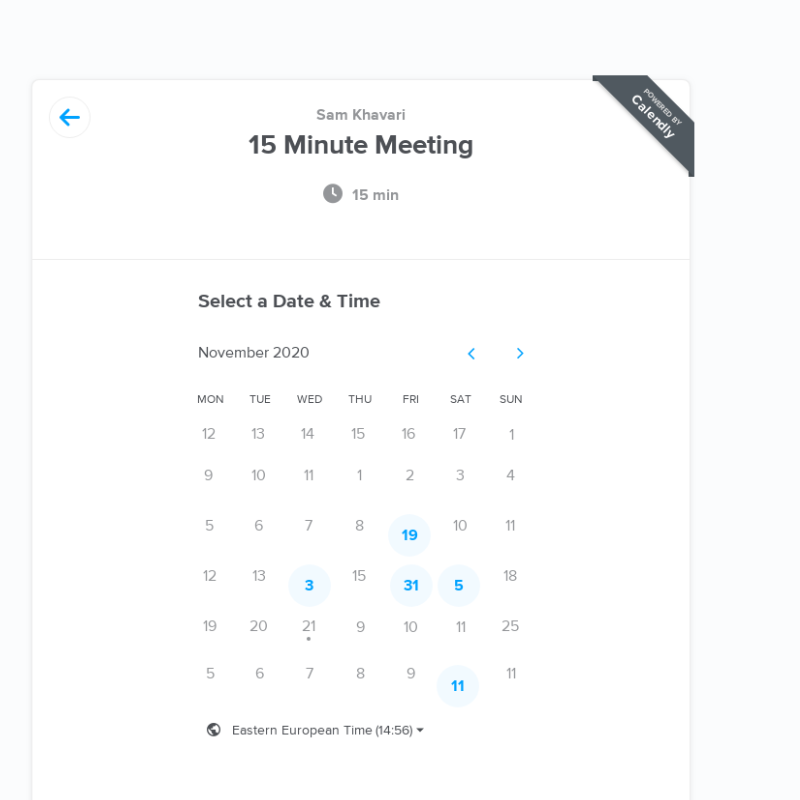 POWERED BY
Calendly
Sam Khavari
15 Minute Meeting
15 min
Select a Date & Time
November 2020
MON TUE WED THU FRI SAT SUN
12 13 14 15 16 17 1
9 10 11 1 2 3 4
5 6 7 8 19 10 11
12 13 3 15 31 5 18
19 20 21 9 10 11 25
5 6 7 8 9 11 11
Eastern European Time (14:56)